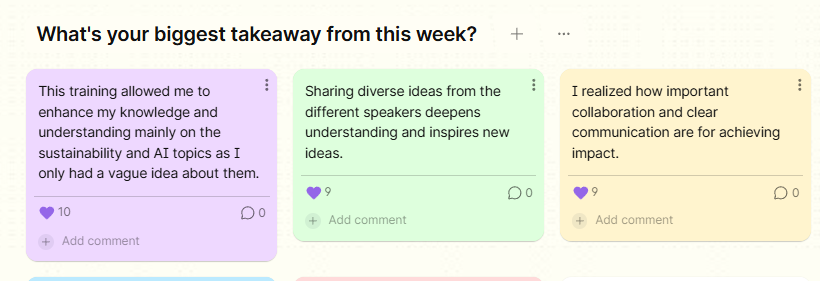 What's your biggest takeaway from this week?
This training allowed me to
enhance my knowledge and
understanding mainly on the
sustainability and AI topics as I
only had a vague idea about them.
10
0
Add comment
Sharing diverse ideas from the
different speakers deepens
understanding and inspires new
ideas.
9
0
Add comment
I realized how important
collaboration and clear
communication are for achieving
impact.
9
0
Add comment